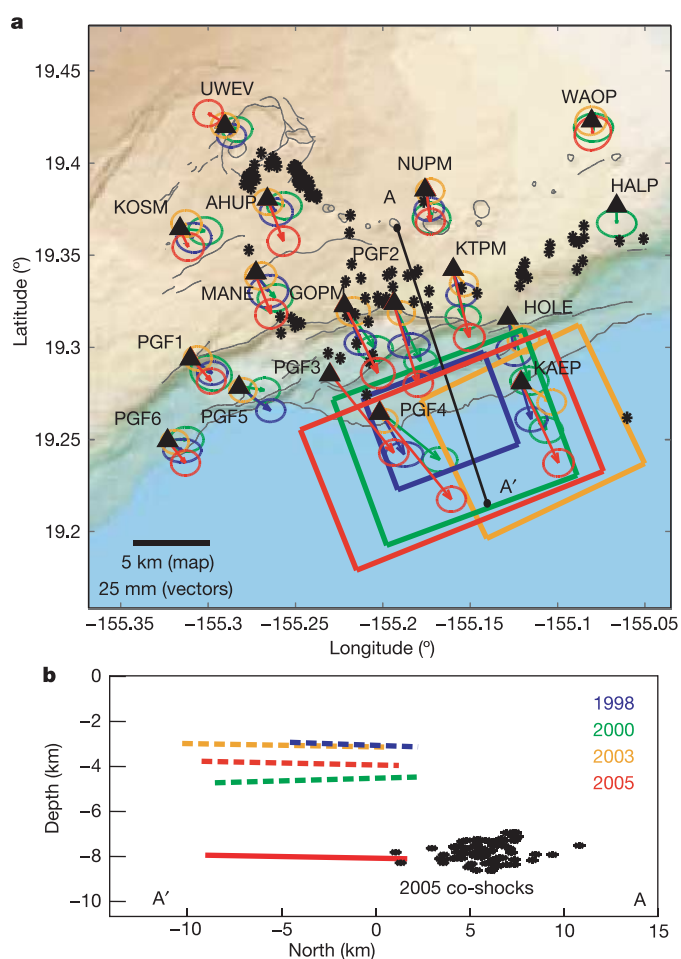 a
19.45
19.4
19.35
19.3
19.25
19.2
Latitude (º)
UWEV
WAOP
NUPM
HALP
KOSM
AHUP
A
PGF2
KTPM
MANE
GOPM
HOLE
PGF1
PGF3
KAEP
PGF5
PGF4
PGF6
A′
5 km (map)
25 mm (vectors)
−155.35
−155.3
−155.25
−155.2
−155.15
−155.1
−155.05
Longitude (º)
b
0
−2
−4
−6
−8
−10
Depth (km)
1998
2000
2003
2005
2005 co-shocks
A′
A
−10
−5
0
5
10
15
North (km)